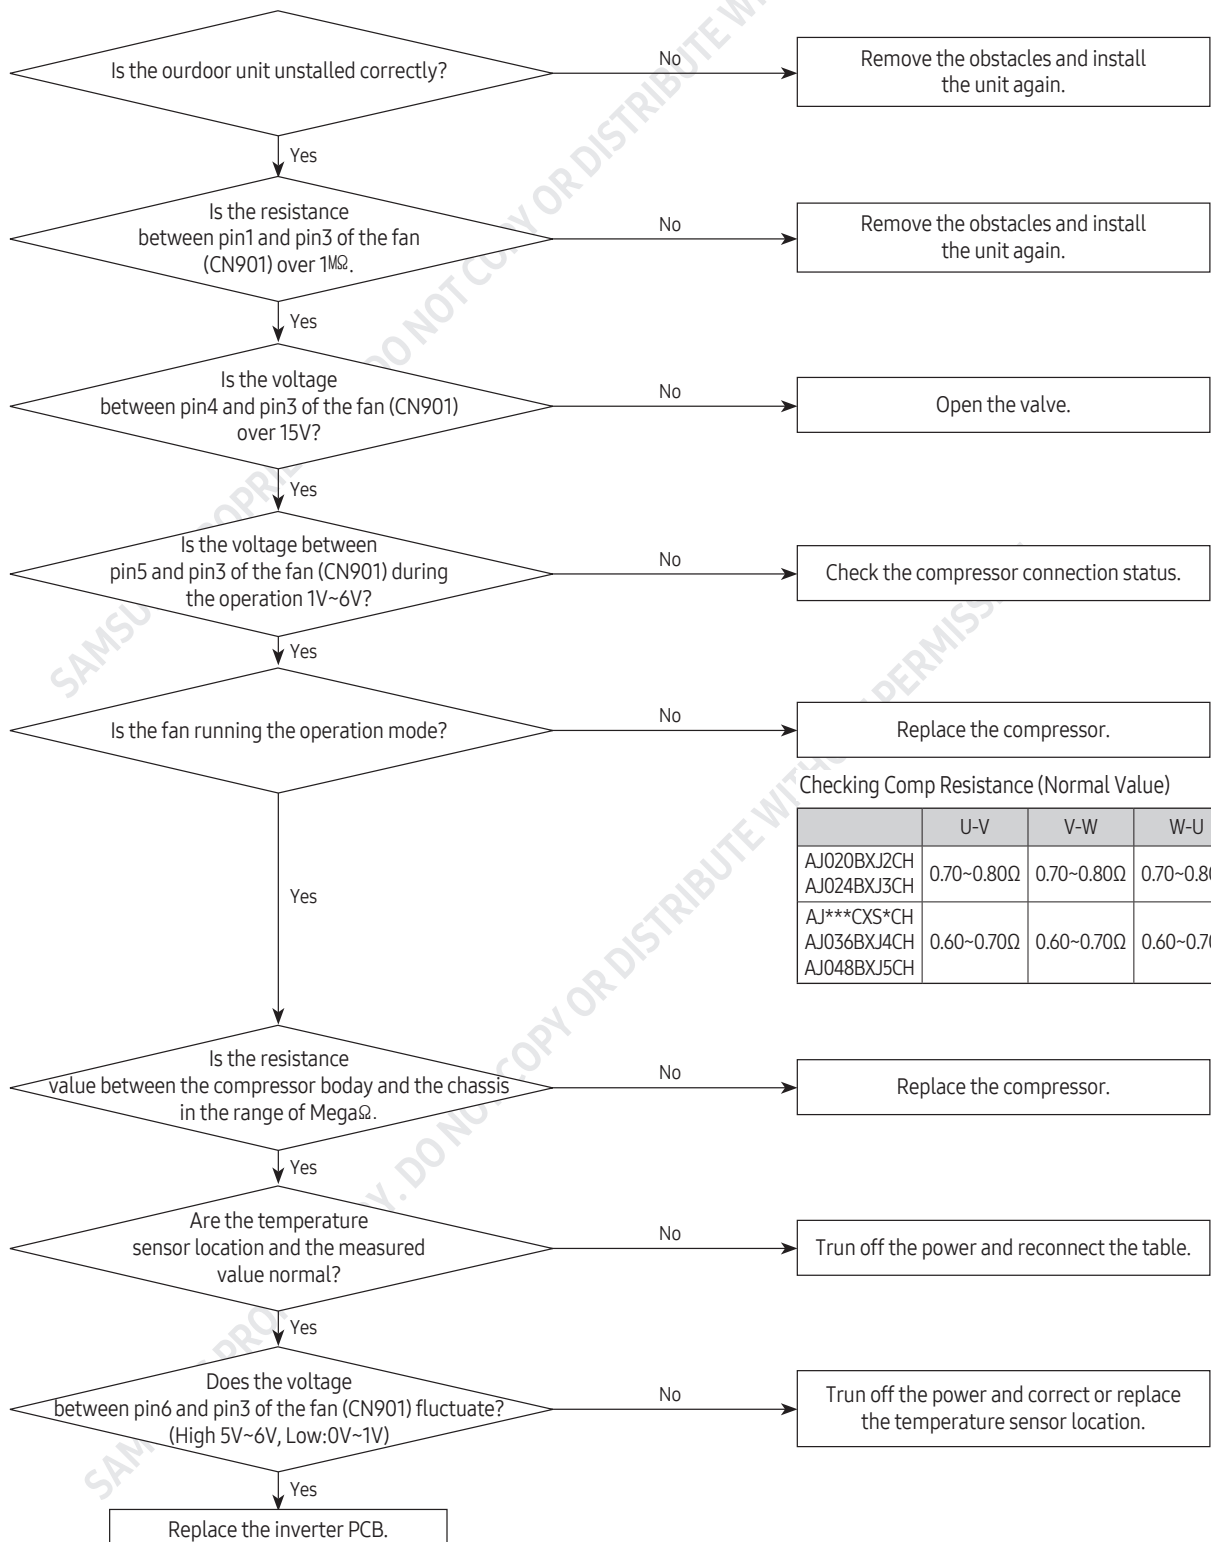 Is the ourdoor unit unstalled correctly?
No
Remove the obstacles and install
the unit again.
Yes
Is the resistance
between pin1 and pin3 of the fan
(CN901) over 1MΩ.
No
Remove the obstacles and install
the unit again.
Yes
Is the voltage
between pin4 and pin3 of the fan (CN901)
over 15V?
No
Open the valve.
Yes
Is the voltage between
pin5 and pin3 of the fan (CN901) during
the operation 1V~6V?
No
Check the compressor connection status.
Yes
Is the fan running the operation mode?
No
Replace the compressor.
Checking Comp Resistance (Normal Value)
U-V V-W W-U
AJ020BXJ2CH
AJ024BXJ3CH
0.70~0.80Ω 0.70~0.80Ω 0.70~0.80
AJ***CXS*CH
AJ036BXJ4CH
AJ048BXJ5CH
0.60~0.70Ω 0.60~0.70Ω 0.60~0.70
Yes
Is the resistance
value between the compressor boday and the chassis
in the range of MegaΩ.
No
Replace the compressor.
Yes
Are the temperature
sensor location and the measured
value normal?
No
Trun off the power and reconnect the table.
Yes
Does the voltage
between pin6 and pin3 of the fan (CN901) fluctuate?
(High 5V~6V, Low:0V~1V)
No
Trun off the power and correct or replace
the temperature sensor location.
Yes
Replace the inverter PCB.